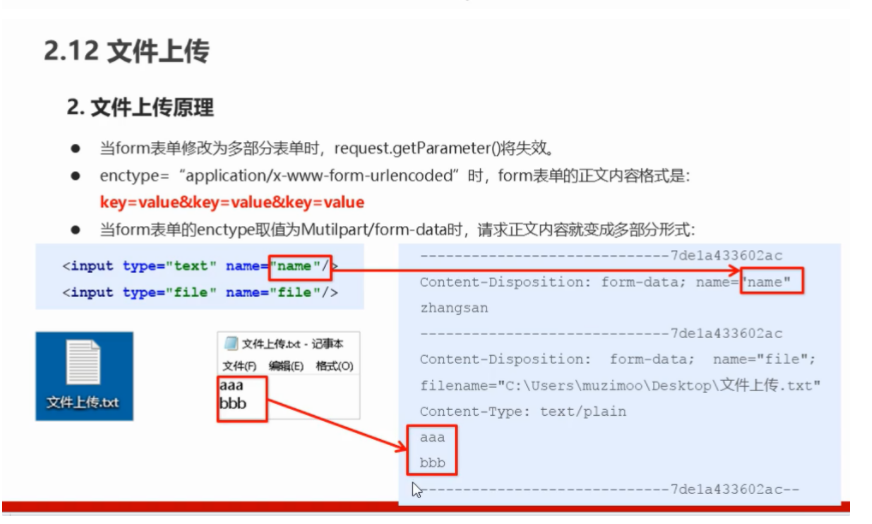 2.12 文件上传
2. 文件上传原理
● 当form表单修改为多部分表单时，request.getParameter()将失效。
● enctype=“application/x-www-form-urlencoded”时，form表单的正文内容格式是:
key=value&key=value&key=value
● 当form表单的enctype取值为Mutilpart/form-data时，请求正文内容就变成多部分形式:
<input type="text" name="name"/>
<input type="file" name="file"/>
文件上传.txt
文件上传.txt - 记事本
文件(F) 编辑(E) 格式(O)
aaa
bbb
-----------------------------7de1a433602ac
Content-Disposition: form-data; name="name"
zhangsan
-----------------------------7de1a433602ac
Content-Disposition: form-data; name="file";
filename="C:\Users\muzimoo\Desktop\文件上传.txt"
Content-Type: text/plain
aaa
bbb
-----------------------------7de1a433602ac--